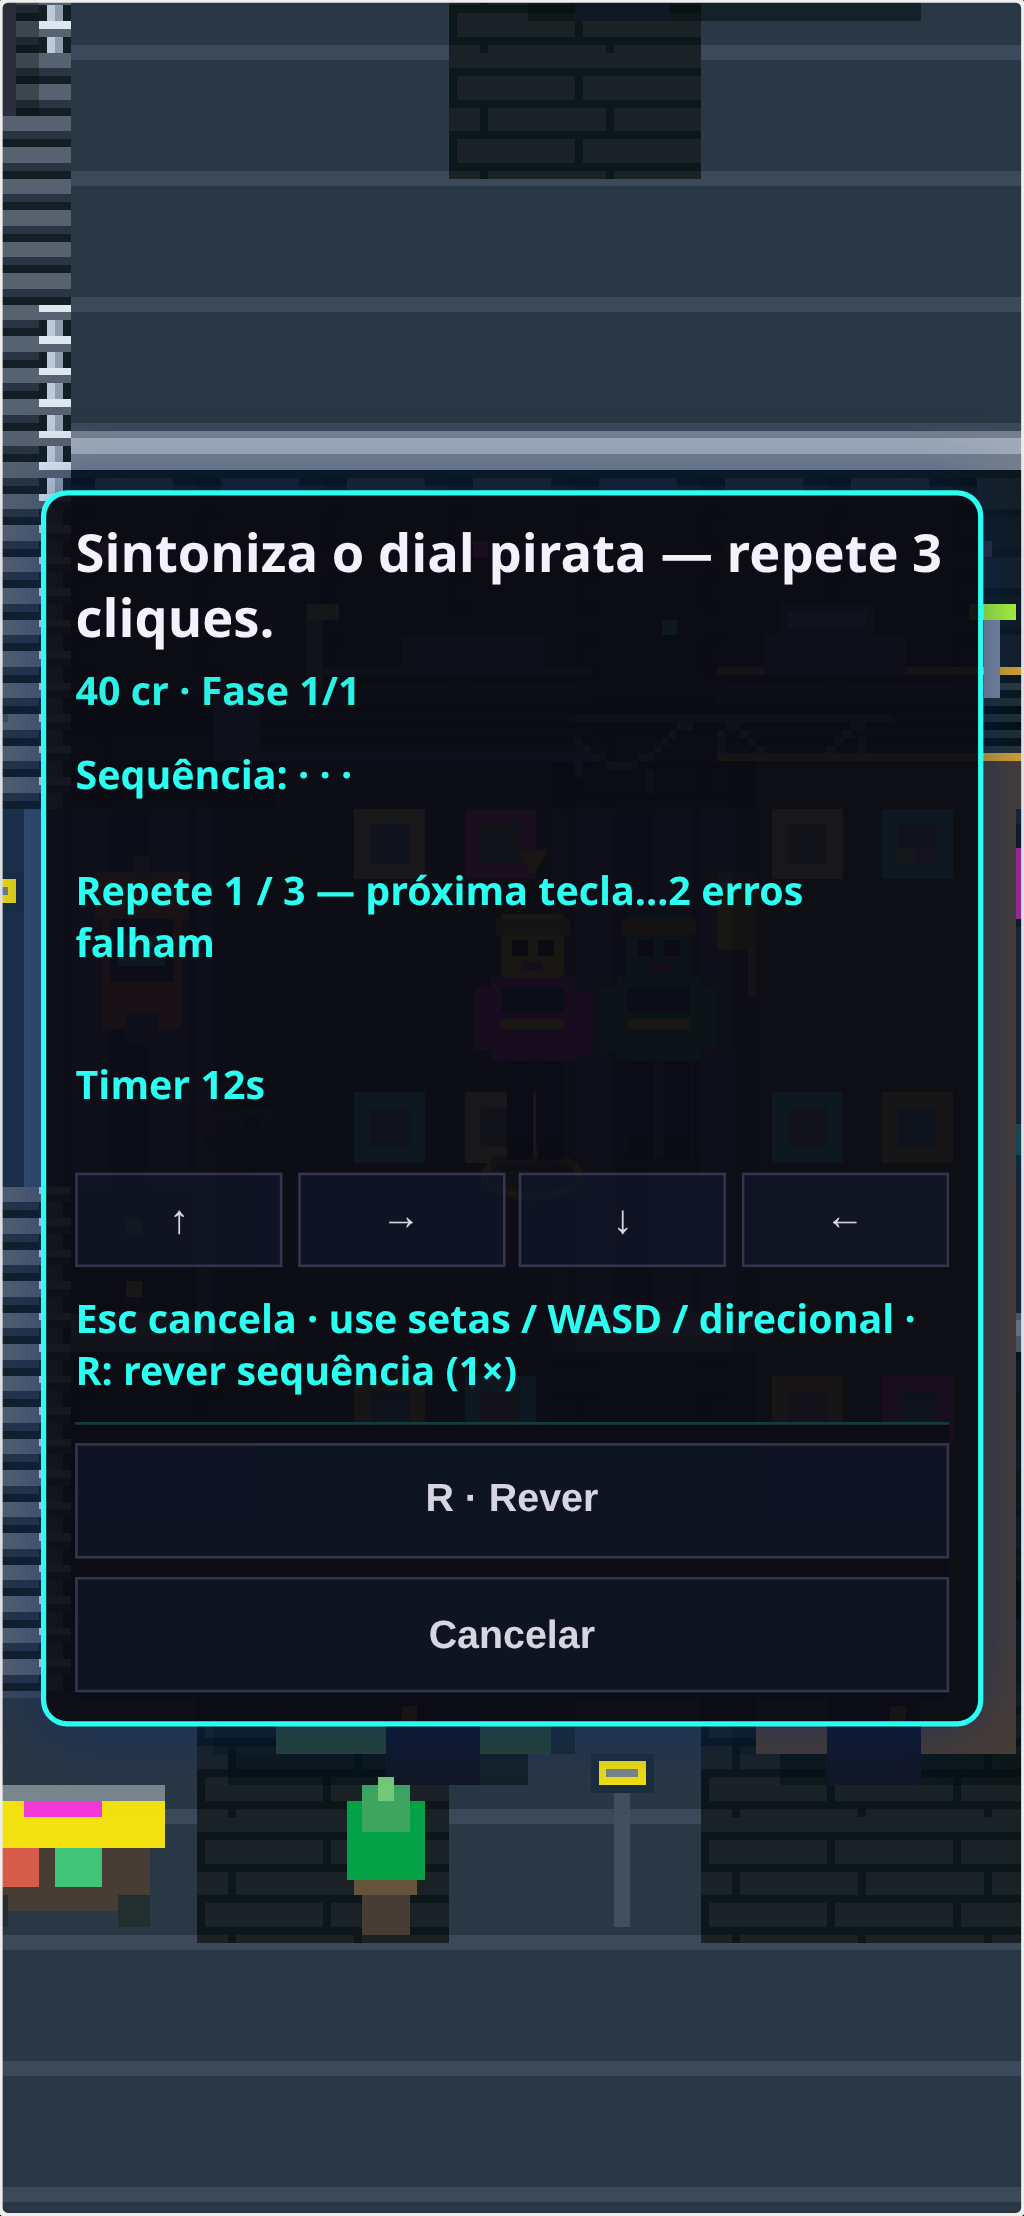 Sintoniza o dial pirata — repete 3
cliques.
40 cr · Fase 1/1
Sequência: · · ·
Repete 1 / 3 — próxima tecla...2 erros
falham
Timer 12s
↑ → ↓ ←
Esc cancela · use setas / WASD / direcional ·
R: rever sequência (1×)
R · Rever
Cancelar